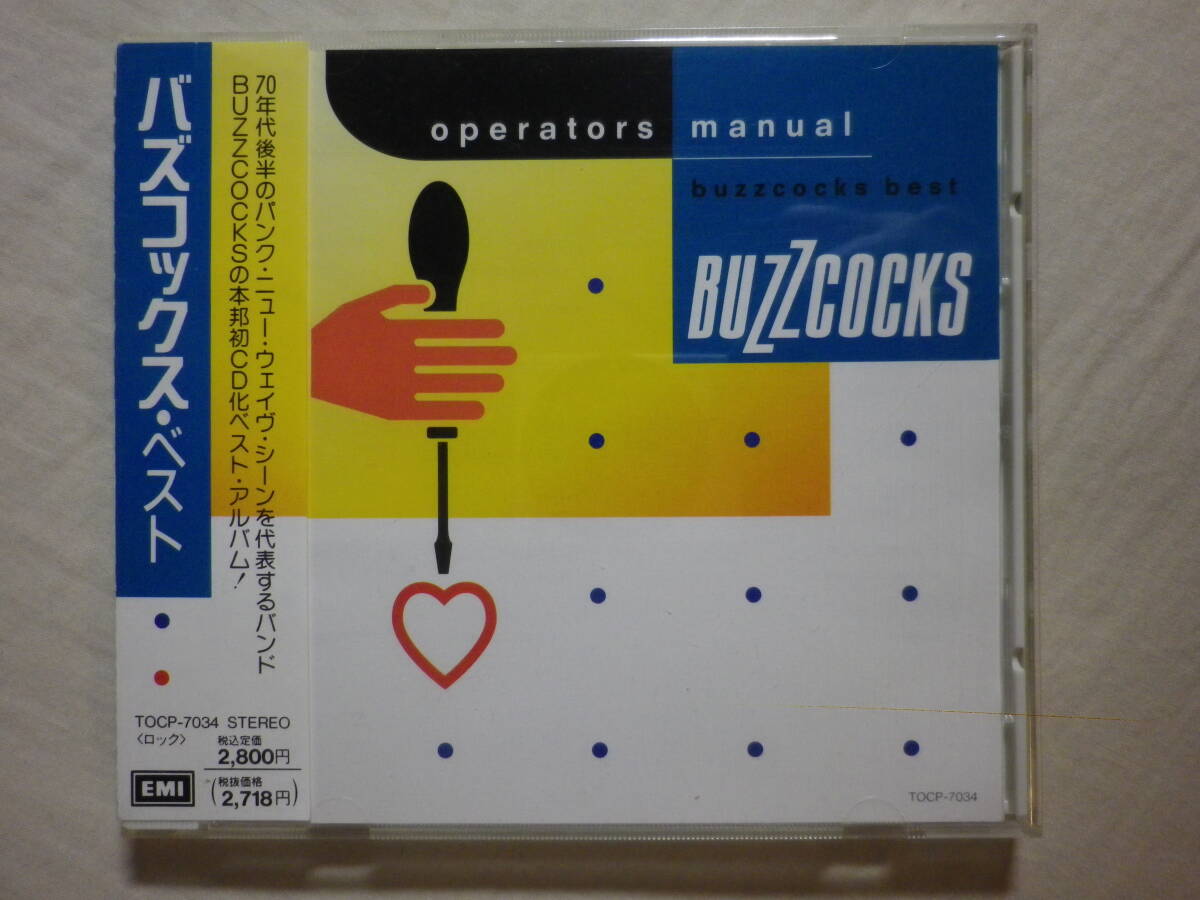 バズコックス・ベスト
70年代後半のパンク・ニュー・ウェイヴ・シーンを代表するバンド
BUZZCOCKSの本邦初CD化ベスト・アルバム!
TOCP-7034 STEREO
〈ロック〉
税込定価
2,800円
(税抜価格
2,718円)
EMI
operators manual
buzzcocks best
BUZZCOCKS
TOCP-7034